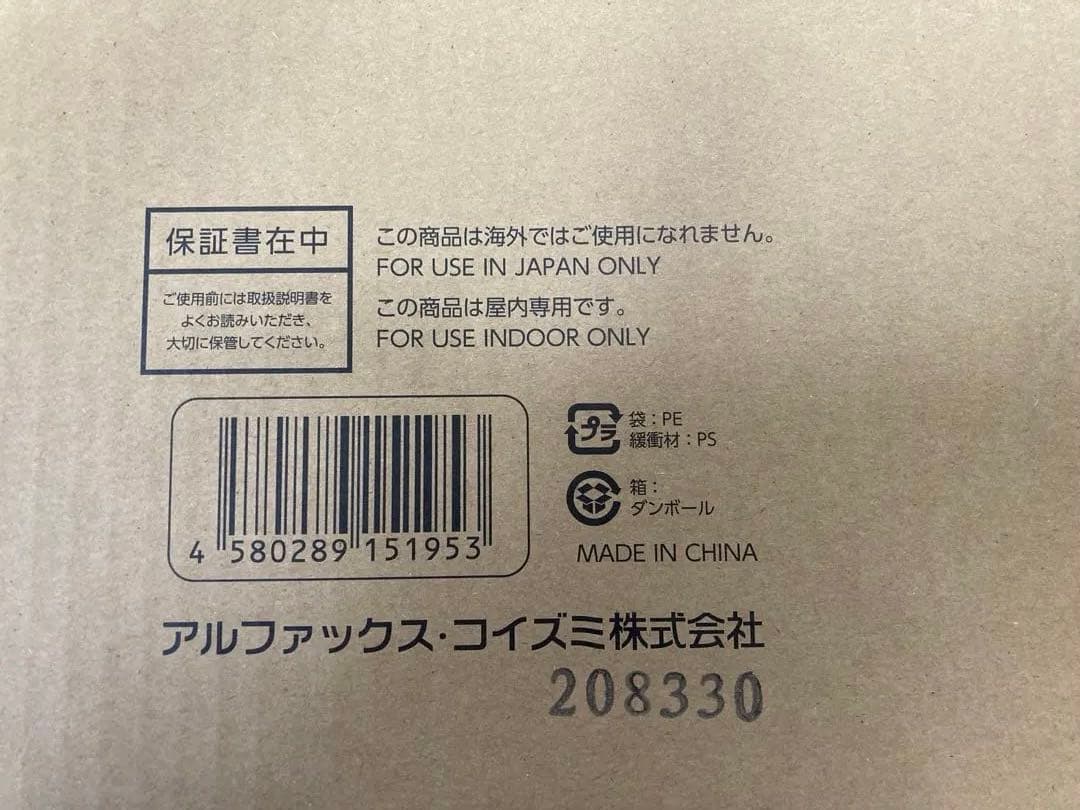 保証書在中
ご使用前には取扱説明書を
よくお読みいただき、
大切に保管してください。
この商品は海外ではご使用になれません。
FOR USE IN JAPAN ONLY
この商品は屋内専用です。
FOR USE INDOOR ONLY
4 580289 151953
プラ
袋：PE
緩衝材：PS
箱：
ダンボール
MADE IN CHINA
アルファックス・コイズミ株式会社
208330